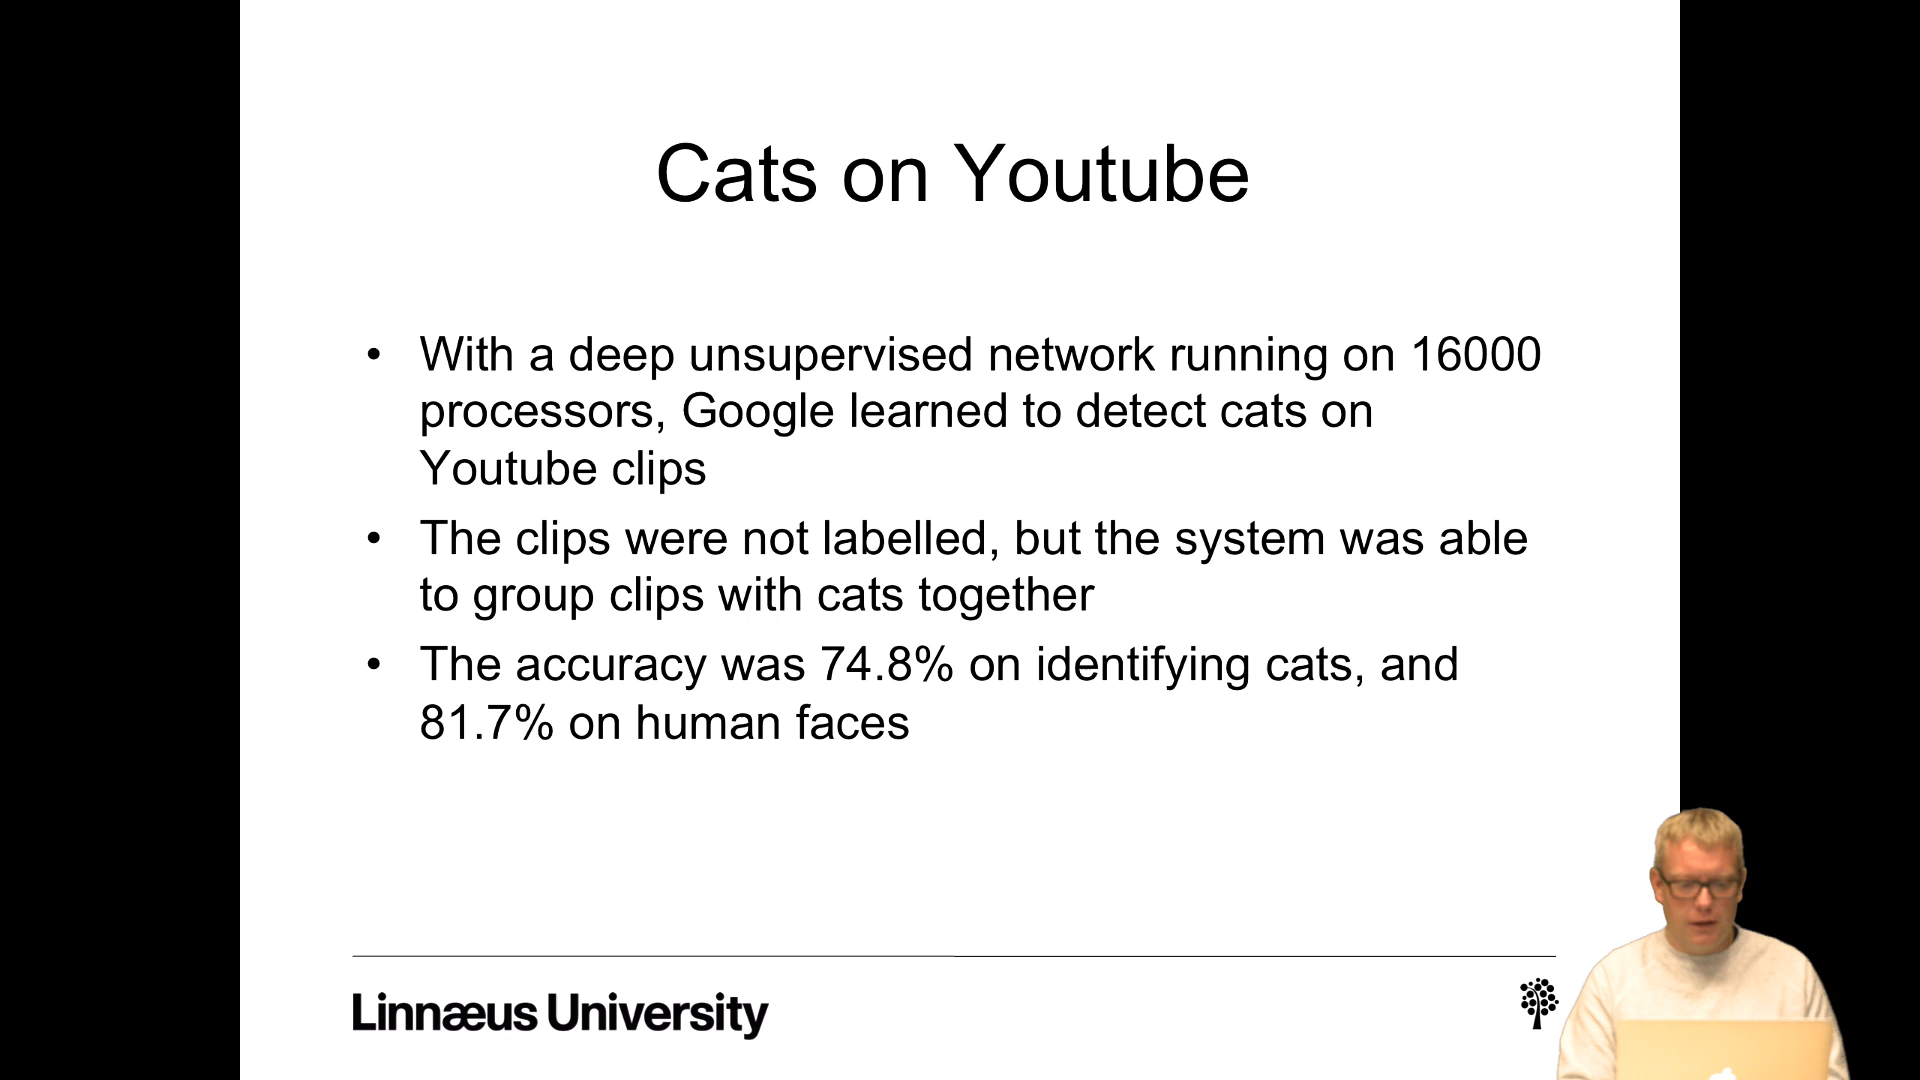 Cats on Youtube
• With a deep unsupervised network running on 16000
processors, Google learned to detect cats on
Youtube clips
• The clips were not labelled, but the system was able
to group clips with cats together
• The accuracy was 74.8% on identifying cats, and
81.7% on human faces
Linnæus University